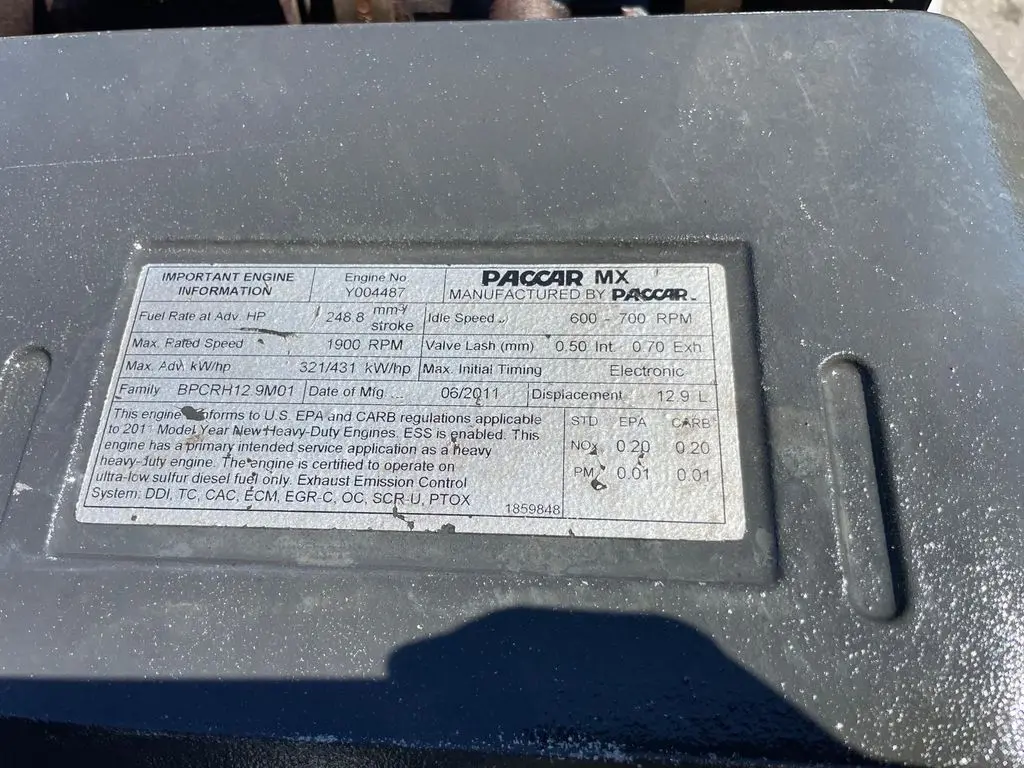 IMPORTANT ENGINE INFORMATION
Engine No Y004487
PACCAR MX
MANUFACTURED BY PACCAR
Fuel Rate at Adv. HP 248.8 mm³/ stroke
Idle Speed 600 - 700 RPM
Max. Rated Speed 1900 RPM
Valve Lash (mm) 0.50 Int 0.70 Exh
Max. Adv. kW/hp 321/431 kW/hp
Max. Initial Timing Electronic
Family BPCRH12.9M01
Date of Mfg ... 06/2011
Displacement 12.9 L
This engine conforms to U.S. EPA and CARB regulations applicable
to 2011 Model Year New Heavy-Duty Engines. ESS is enabled. This
engine has a primary intended service application as a heavy
heavy-duty engine. The engine is certified to operate on
ultra-low sulfur diesel fuel only. Exhaust Emission Control
System: DDI, TC, CAC, ECM, EGR-C, OC, SCR-U, PTOX
STD EPA CARB
NOx 0.20 0.20
PM 0.01 0.01
1859848